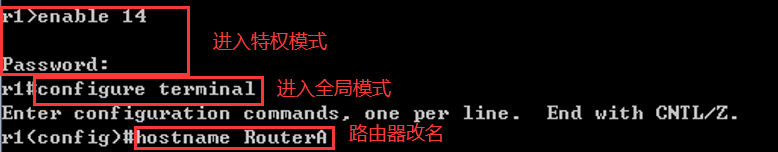 r1>enable 14
进入特权模式
Password:
r1#configure terminal 进入全局模式
Enter configuration commands, one per line.  End with CNTL/Z.
r1(config)#hostname RouterA 路由器改名